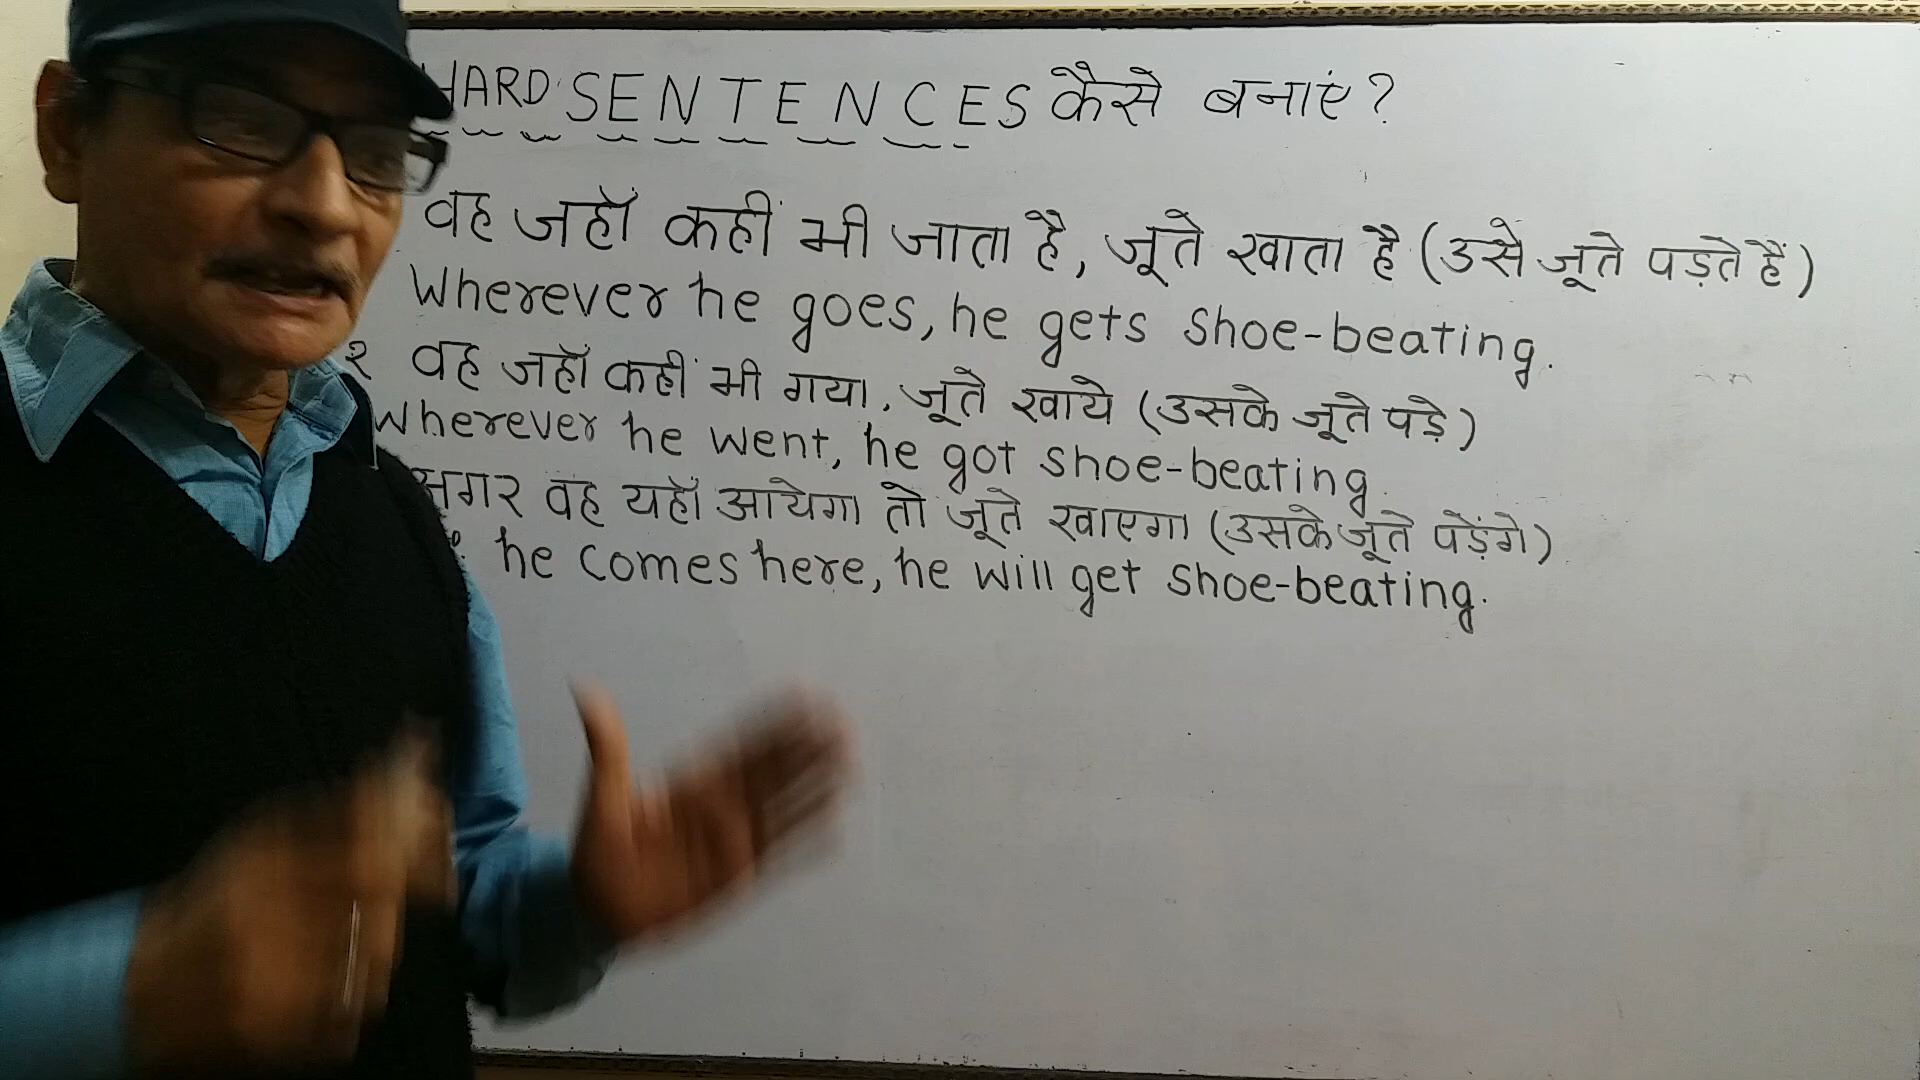 HARD SENTENCES कैसे बनाएं?
वह जहाँ कहीं भी जाता है, जूते खाता है (उसे जूते पड़ते हैं)
Wherever he goes, he gets shoe-beating.
२ वह जहाँ कहीं भी गया, जूते खाये (उसके जूते पड़े)
Wherever he went, he got shoe-beating.
अगर वह यहाँ आयेगा तो जूते खाएगा (उसके जूते पड़ेंगे)
he comes here, he will get shoe-beating.